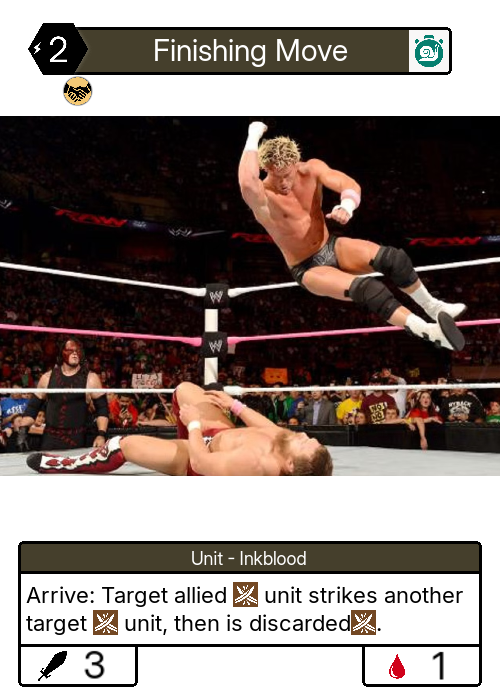 2
Finishing Move
RAW
W
RAW
W
Unit - Inkblood
Arrive: Target allied unit strikes another
target unit, then is discarded.
3
1